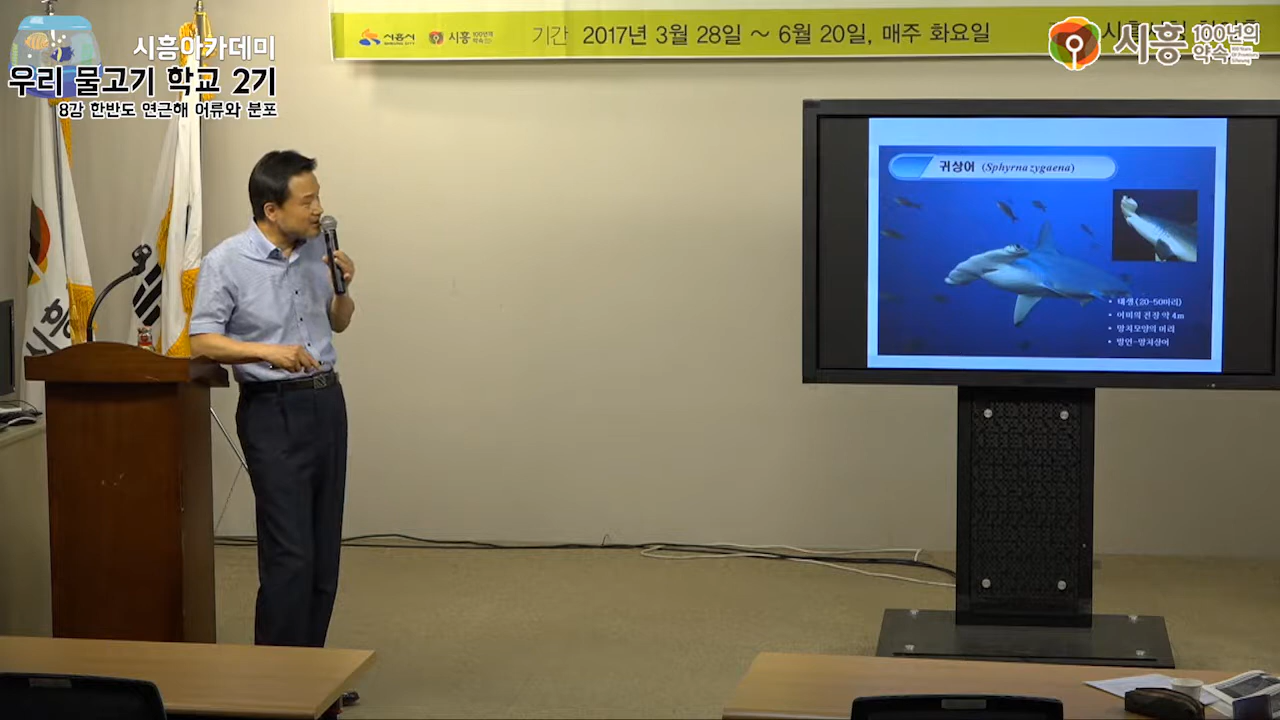 시흥아카데미
우리 물고기 학교 2기
8강 한반도 연근해 어류와 분포
시흥시
시흥 100년의 약속
기간 2017년 3월 28일 ~ 6월 20일, 매주 화요일
시흥 100년의 약속
귀상어 (Sphyrna zygaena)
• 태생 (20-50마리)
• 어미의 전장 약 4m
• 망치모양의 머리
• 방언-망치상어
시흥